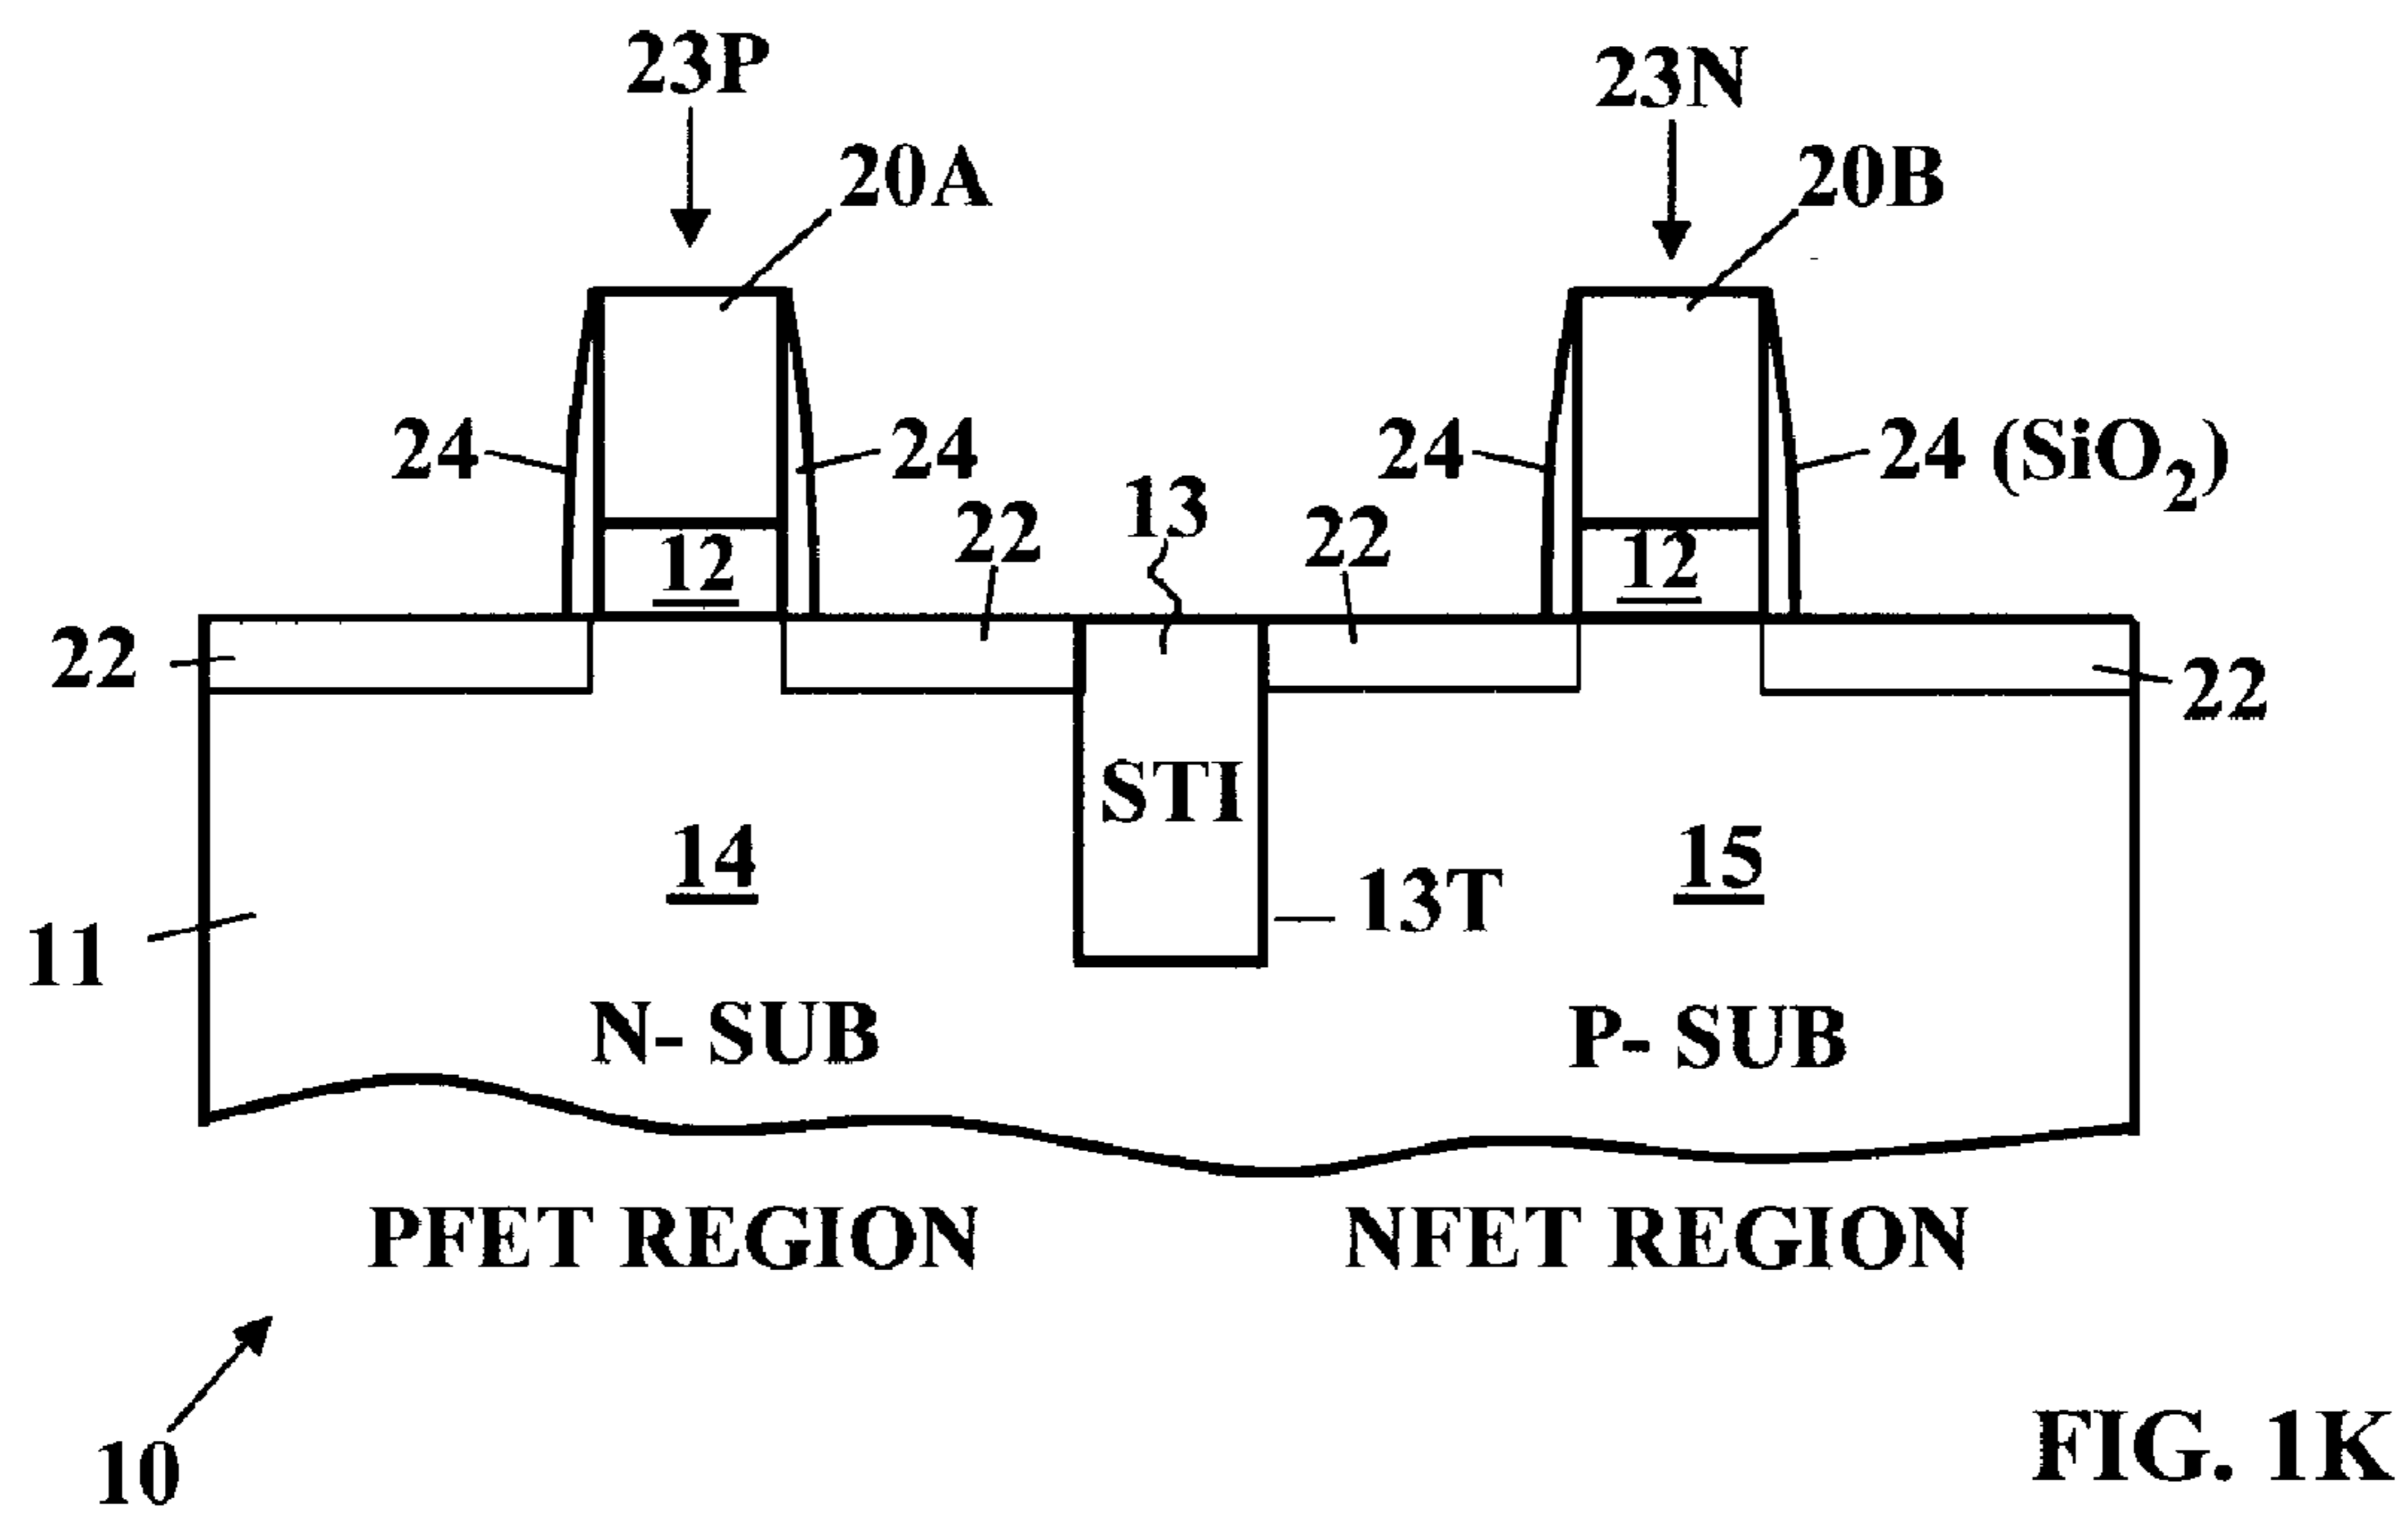 23P
23N
20A
20B
24
24
24
24 (SiO2)
22
13
22
12
12
22
22
STI
14
15
13T
11
N- SUB
P- SUB
PFET REGION
NFET REGION
10
FIG. 1K